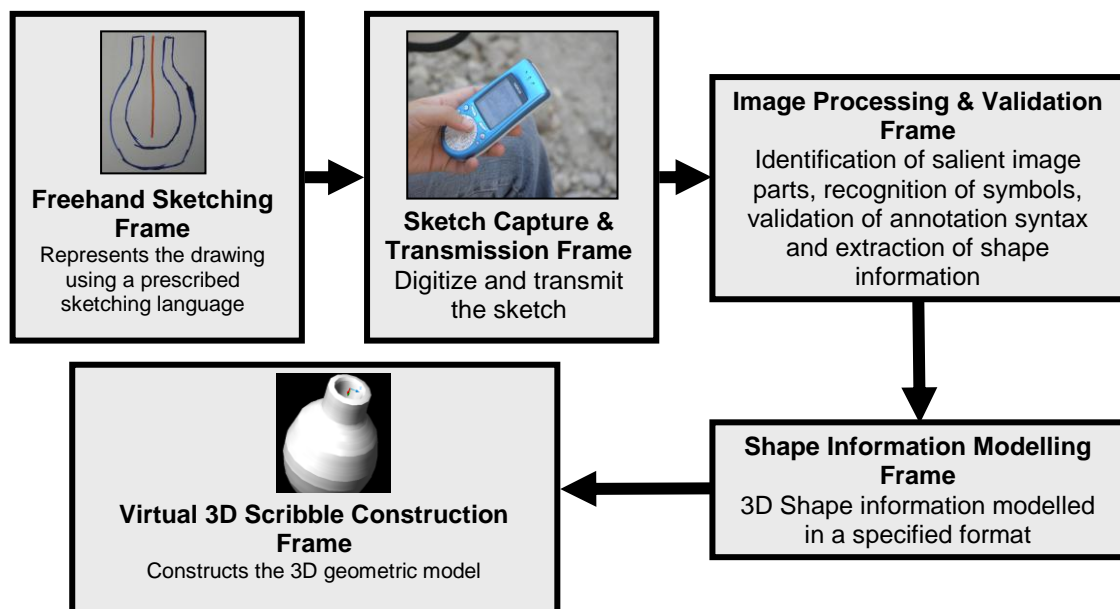 Freehand Sketching
Frame
Represents the drawing
using a prescribed
sketching language
Sketch Capture &
Transmission Frame
Digitize and transmit
the sketch
Image Processing & Validation
Frame
Identification of salient image
parts, recognition of symbols,
validation of annotation syntax
and extraction of shape
information
Shape Information Modelling
Frame
3D Shape information modelled
in a specified format
Virtual 3D Scribble Construction
Frame
Constructs the 3D geometric model